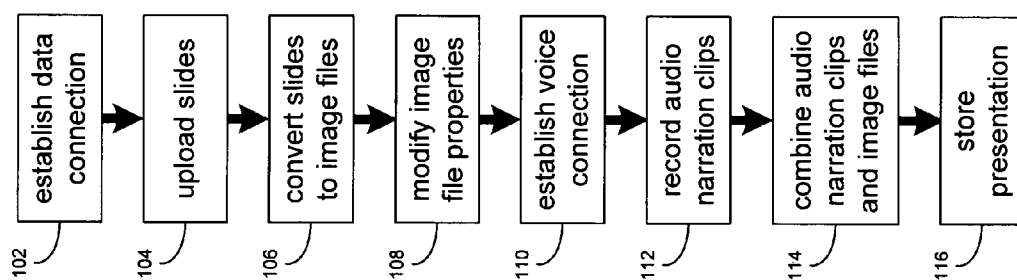 establish data
connection
102
upload slides
104
convert slides
to image files
106
modify image
file properties
108
establish voice
connection
110
record audio
narration clips
112
combine audio
narration clips
and image files
114
store
presentation
116